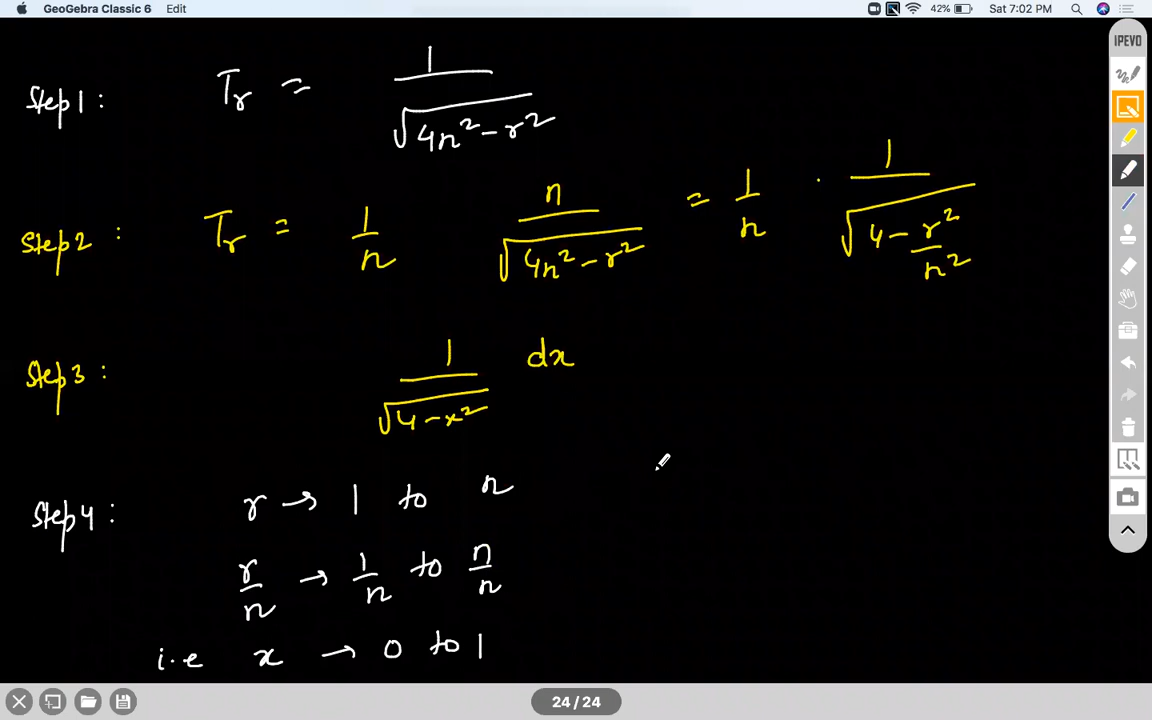 GeoGebra Classic 6 Edit 42% Sat 7:02 PM
IPEVO
Step 1 : Tr = 1/√(4n² - r²)
Step 2 : Tr = 1/n n/√(4n² - r²) = 1/n · 1/√(4 - r²/n²)
Step 3 : 1/√(4 - x²) dx
Step 4 : r → 1 to n
r/n → 1/n to n/n
i.e x → 0 to 1
24 / 24